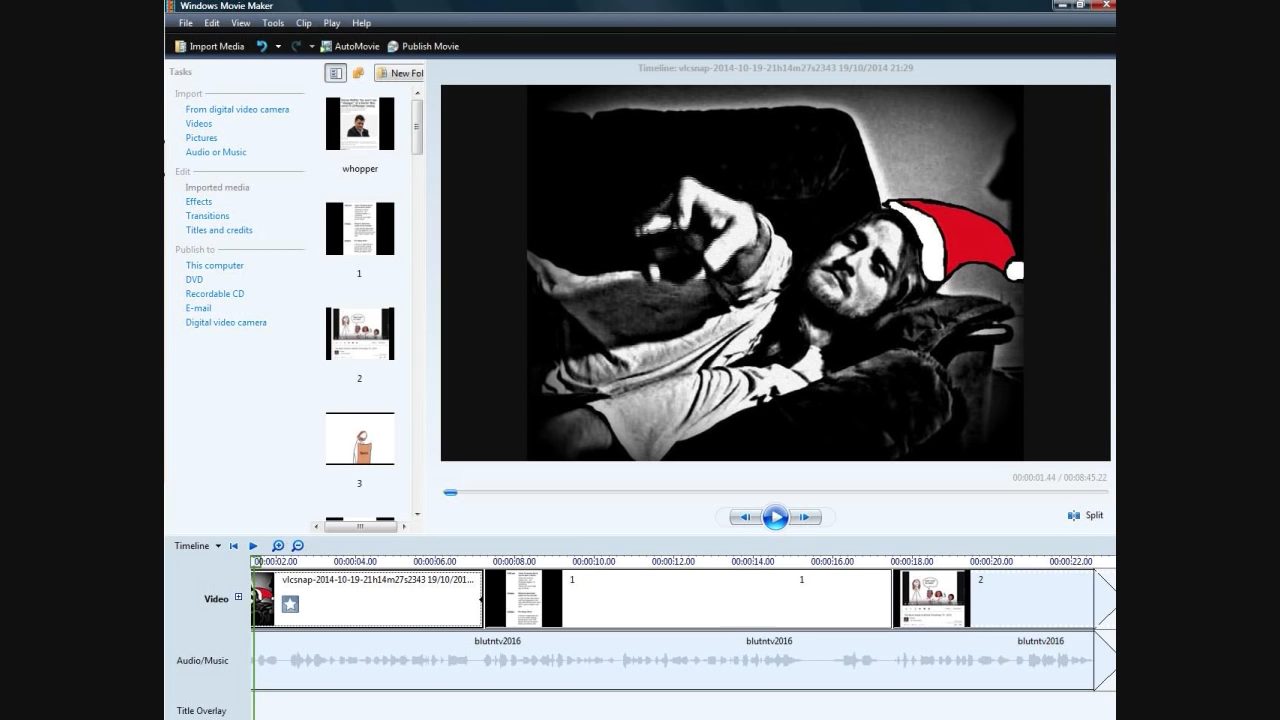 Windows Movie Maker
File Edit View Tools Clip Play Help
Import Media AutoMovie Publish Movie
Tasks
New Fol
Timeline: vlcsnap-2014-10-19-21h14m27s2343 19/10/2014 21:29
Import
From digital video camera
Videos
Pictures
Audio or Music
Edit
Imported media
Effects
Transitions
Titles and credits
Publish to
This computer
DVD
Recordable CD
E-mail
Digital video camera
whopper
1
2
3
00:00:01.44 / 00:08:45.22
Split
Timeline
00:00:02.00 00:00:04.00 00:00:06.00 00:00:08.00 00:00:10.00 00:00:12.00 00:00:14.00 00:00:16.00 00:00:18.00 00:00:20.00 00:00:22.00
Video
vlcsnap-2014-10-19-21h14m27s2343 19/10/201...
1 1 2
Audio/Music
blutntv2016 blutntv2016 blutntv2016
Title Overlay